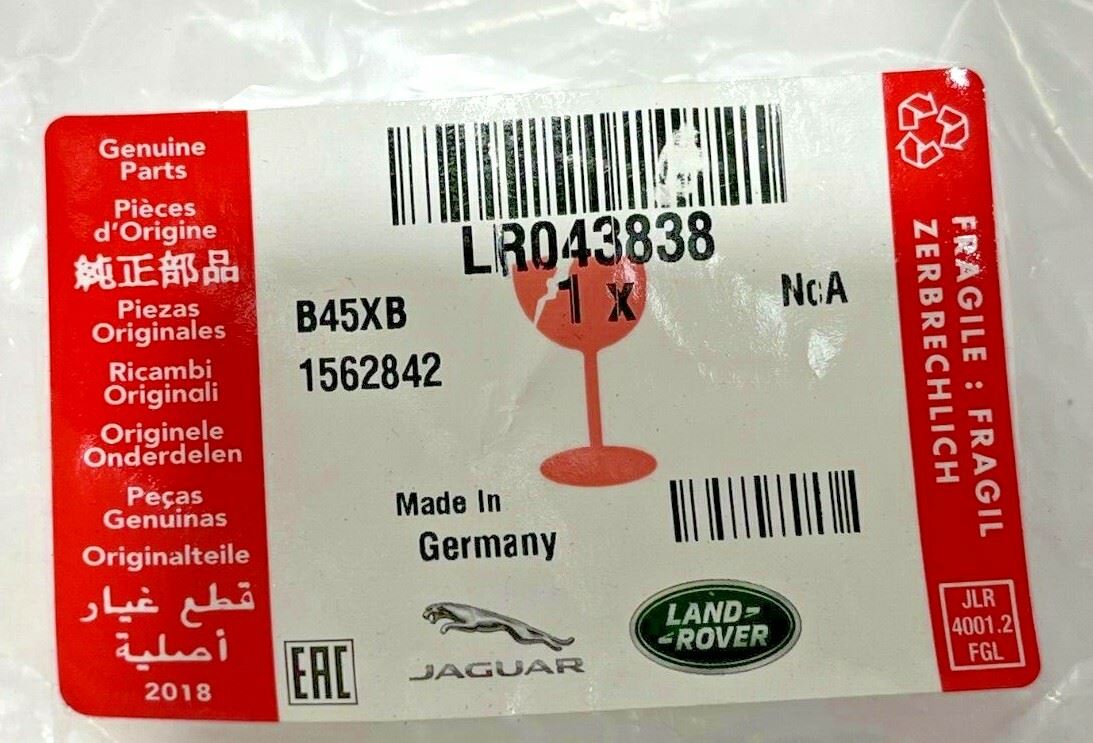 Genuine
Parts
Pièces
d'Origine
純正部品
Piezas
Originales
Ricambi
Originali
Originele
Onderdelen
Peças
Genuinas
Originalteile
قطع غيار
أصلية
2018
LR043838
1 x
NcA
B45XB
1562842
Made In
Germany
EAC
JAGUAR
LAND-
-ROVER
FRAGILE : FRAGIL
ZERBRECHLICH
JLR
4001.2
FGL